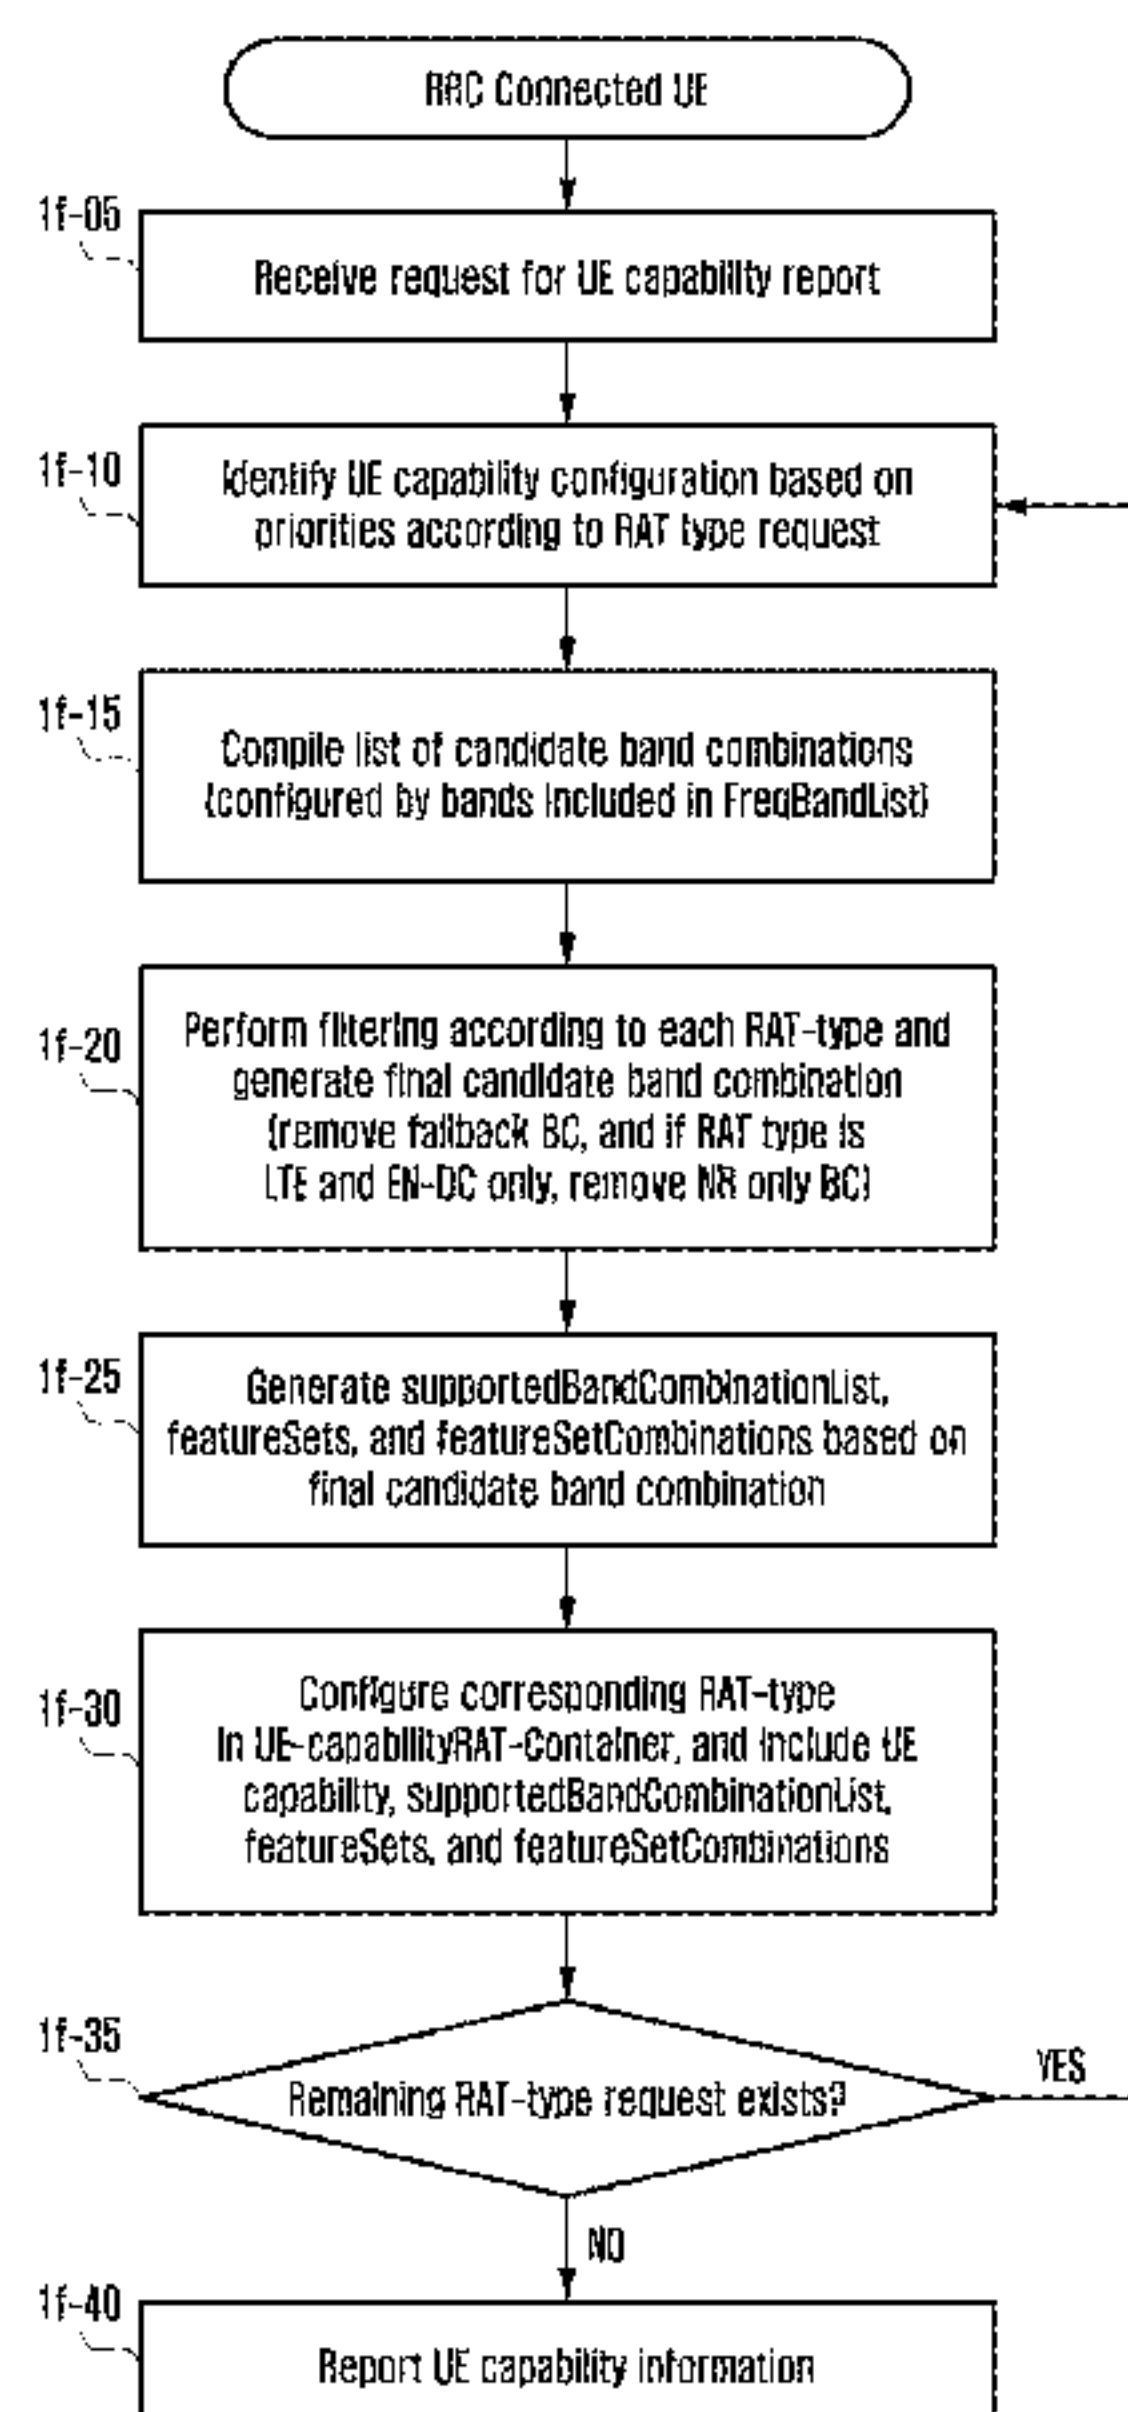 RRC Connected UE
1f-05
Receive request for UE capability report
1f-10
Identify UE capability configuration based on
priorities according to RAT type request
1f-15
Compile list of candidate band combinations
(configured by bands included in FreqBandList)
1f-20
Perform filtering according to each RAT-type and
generate final candidate band combination
(remove fallback BC, and if RAT type is
LTE and EN-DC only, remove NR only BC)
1f-25
Generate supportedBandCombinationList,
featureSets, and featureSetCombinations based on
final candidate band combination
1f-30
Configure corresponding RAT-type
in UE-capabilityRAT-Container, and include UE
capability, supportedBandCombinationList,
featureSets, and featureSetCombinations
1f-35
Remaining RAT-type request exists?
YES
NO
1f-40
Report UE capability information